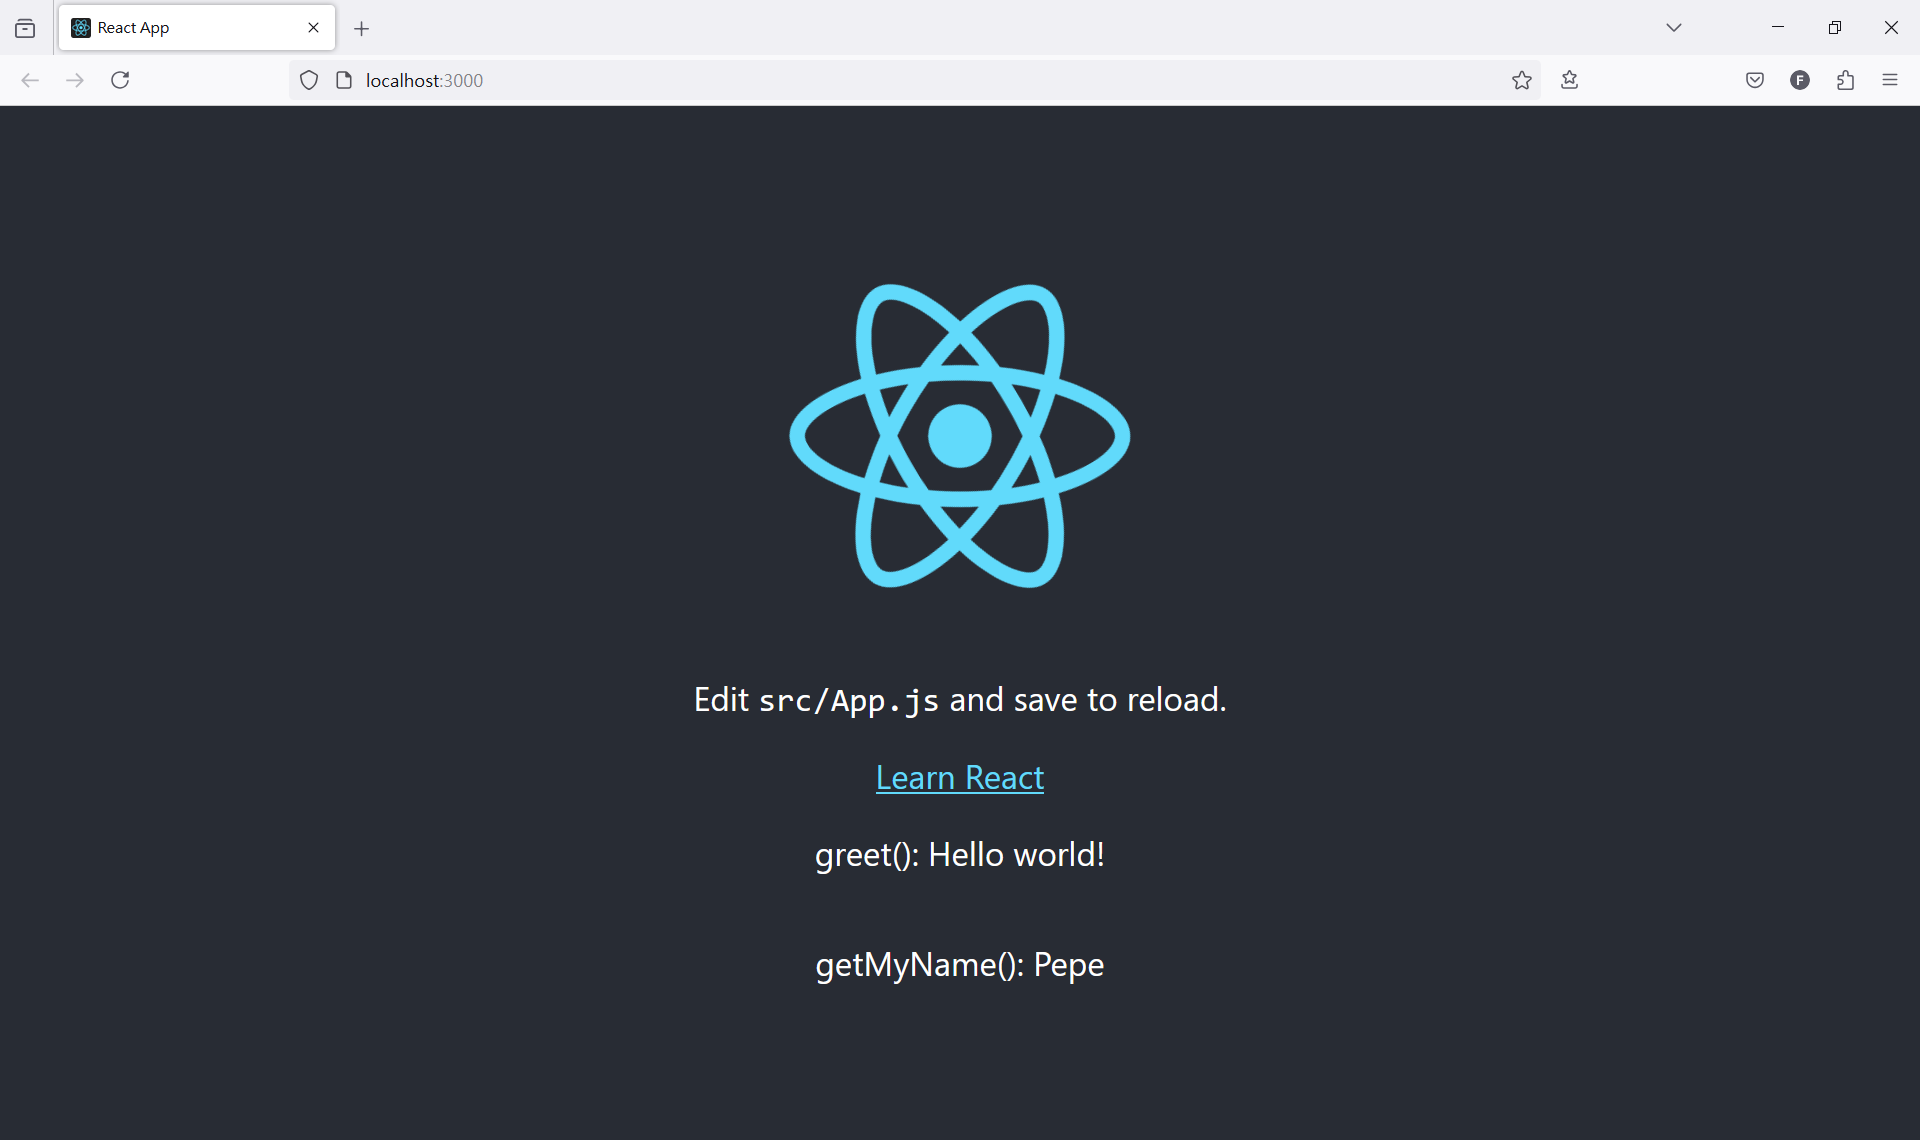 React App
localhost:3000
F
Edit src/App.js and save to reload.
Learn React
greet(): Hello world!
getMyName(): Pepe